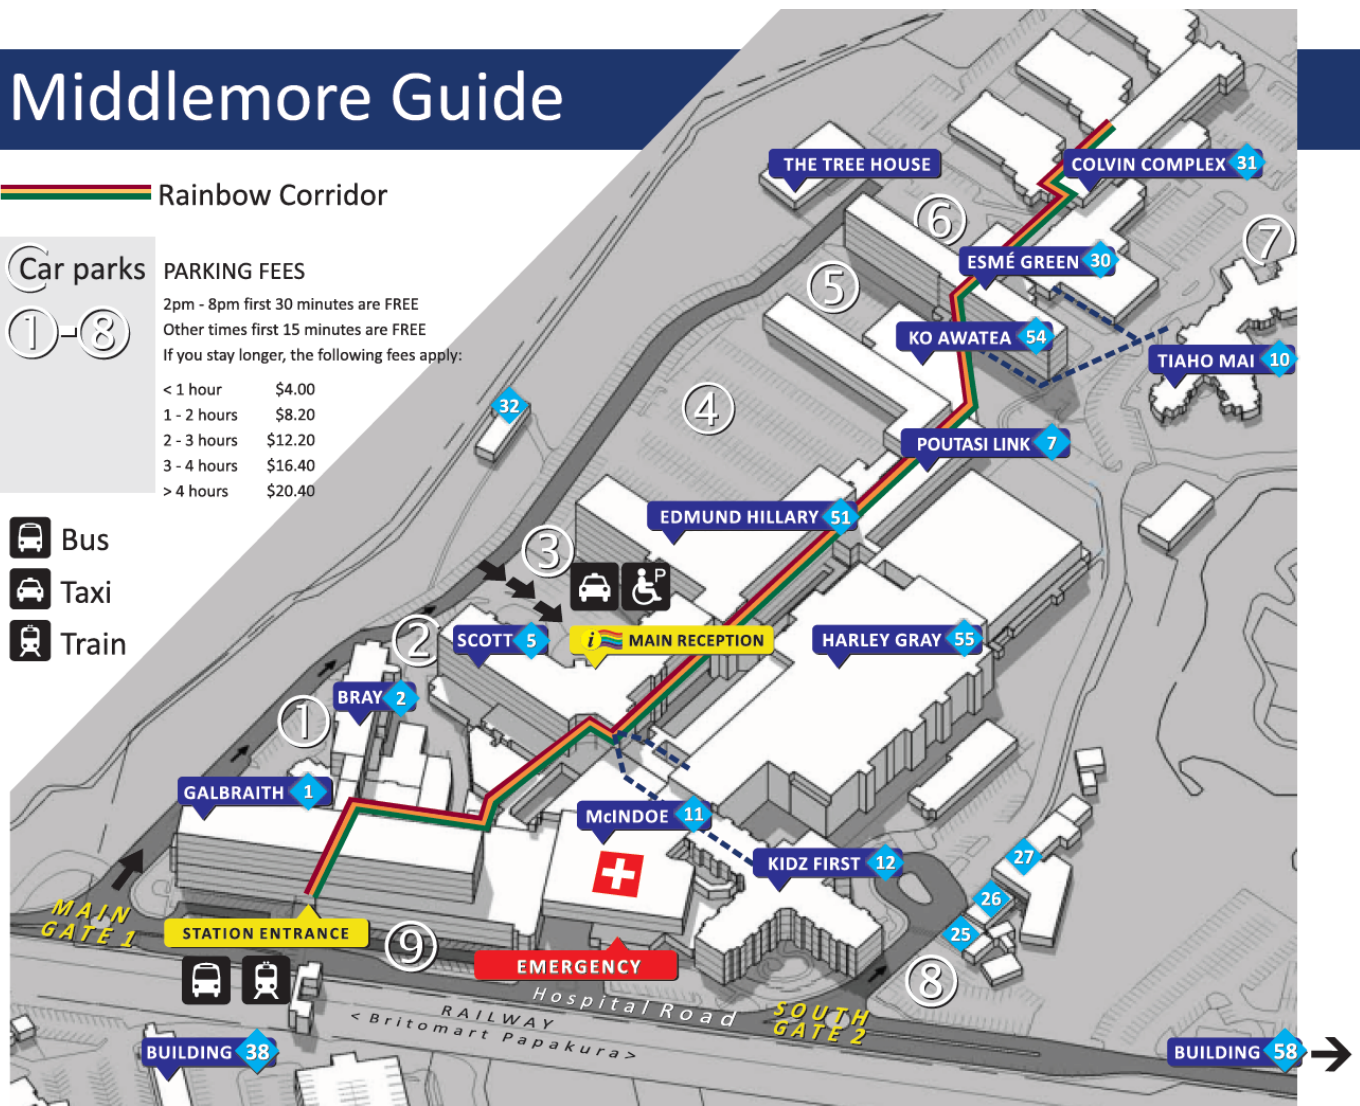 Middlemore Guide
Rainbow Corridor
Car parks
1-8
PARKING FEES
2pm - 8pm first 30 minutes are FREE
Other times first 15 minutes are FREE
If you stay longer, the following fees apply:
< 1 hour $4.00
1 - 2 hours $8.20
2 - 3 hours $12.20
3 - 4 hours $16.40
> 4 hours $20.40
Bus
Taxi
Train
THE TREE HOUSE
COLVIN COMPLEX 31
6
7
ESMÉ GREEN 30
5
KO AWATEA 54
TIAHO MAI 10
32
4
POUTASI LINK 7
EDMUND HILLARY 51
3
P
2
SCOTT 5
i MAIN RECEPTION
HARLEY GRAY 55
BRAY 2
1
GALBRAITH 1
McINDOE 11
KIDZ FIRST 12
27
26
25
MAIN
GATE 1
STATION ENTRANCE
9
EMERGENCY
8
Hospital Road
RAILWAY
< Britomart Papakura >
SOUTH
GATE 2
BUILDING 38
BUILDING 58